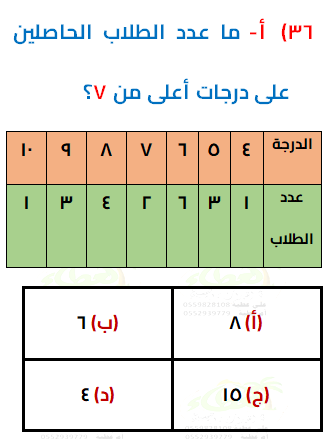 ٣٦) أ- ما عدد الطلاب الحاصلين
على درجات أعلى من ٧؟
الدرجة ٤ ٥ ٦ ٧ ٨ ٩ ١٠
عدد الطلاب ١ ٣ ٦ ٢ ٤ ٣ ١
(أ) ٨ (ب) ٦
(ج) ١٥ (د) ٤